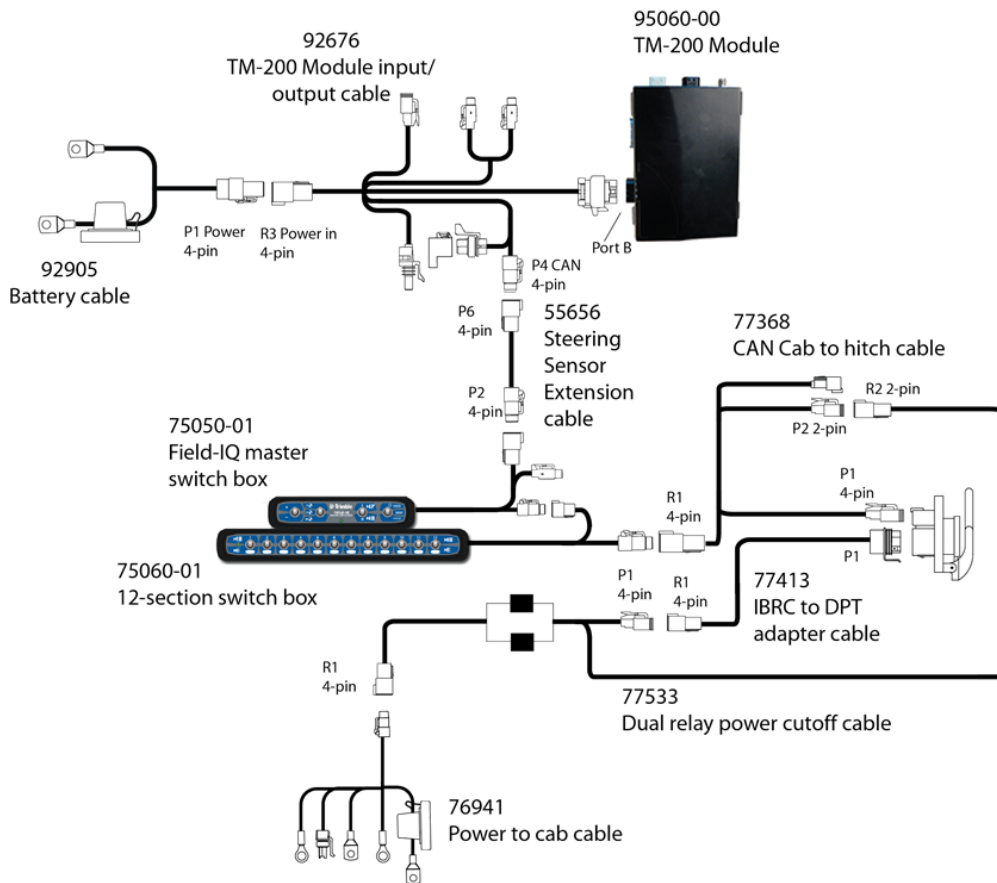 95060-00
TM-200 Module
92676
TM-200 Module input/
output cable
P1 Power
4-pin
R3 Power in
4-pin
Port B
92905
Battery cable
P4 CAN
4-pin
P6
4-pin
55656
Steering
Sensor
Extension
cable
P2
4-pin
77368
CAN Cab to hitch cable
R2 2-pin
P2 2-pin
75050-01
Field-IQ master
switch box
Trimble
R1
4-pin
P1
4-pin
P1
75060-01
12-section switch box
P1
4-pin
R1
4-pin
77413
IBRC to DPT
adapter cable
R1
4-pin
77533
Dual relay power cutoff cable
76941
Power to cab cable